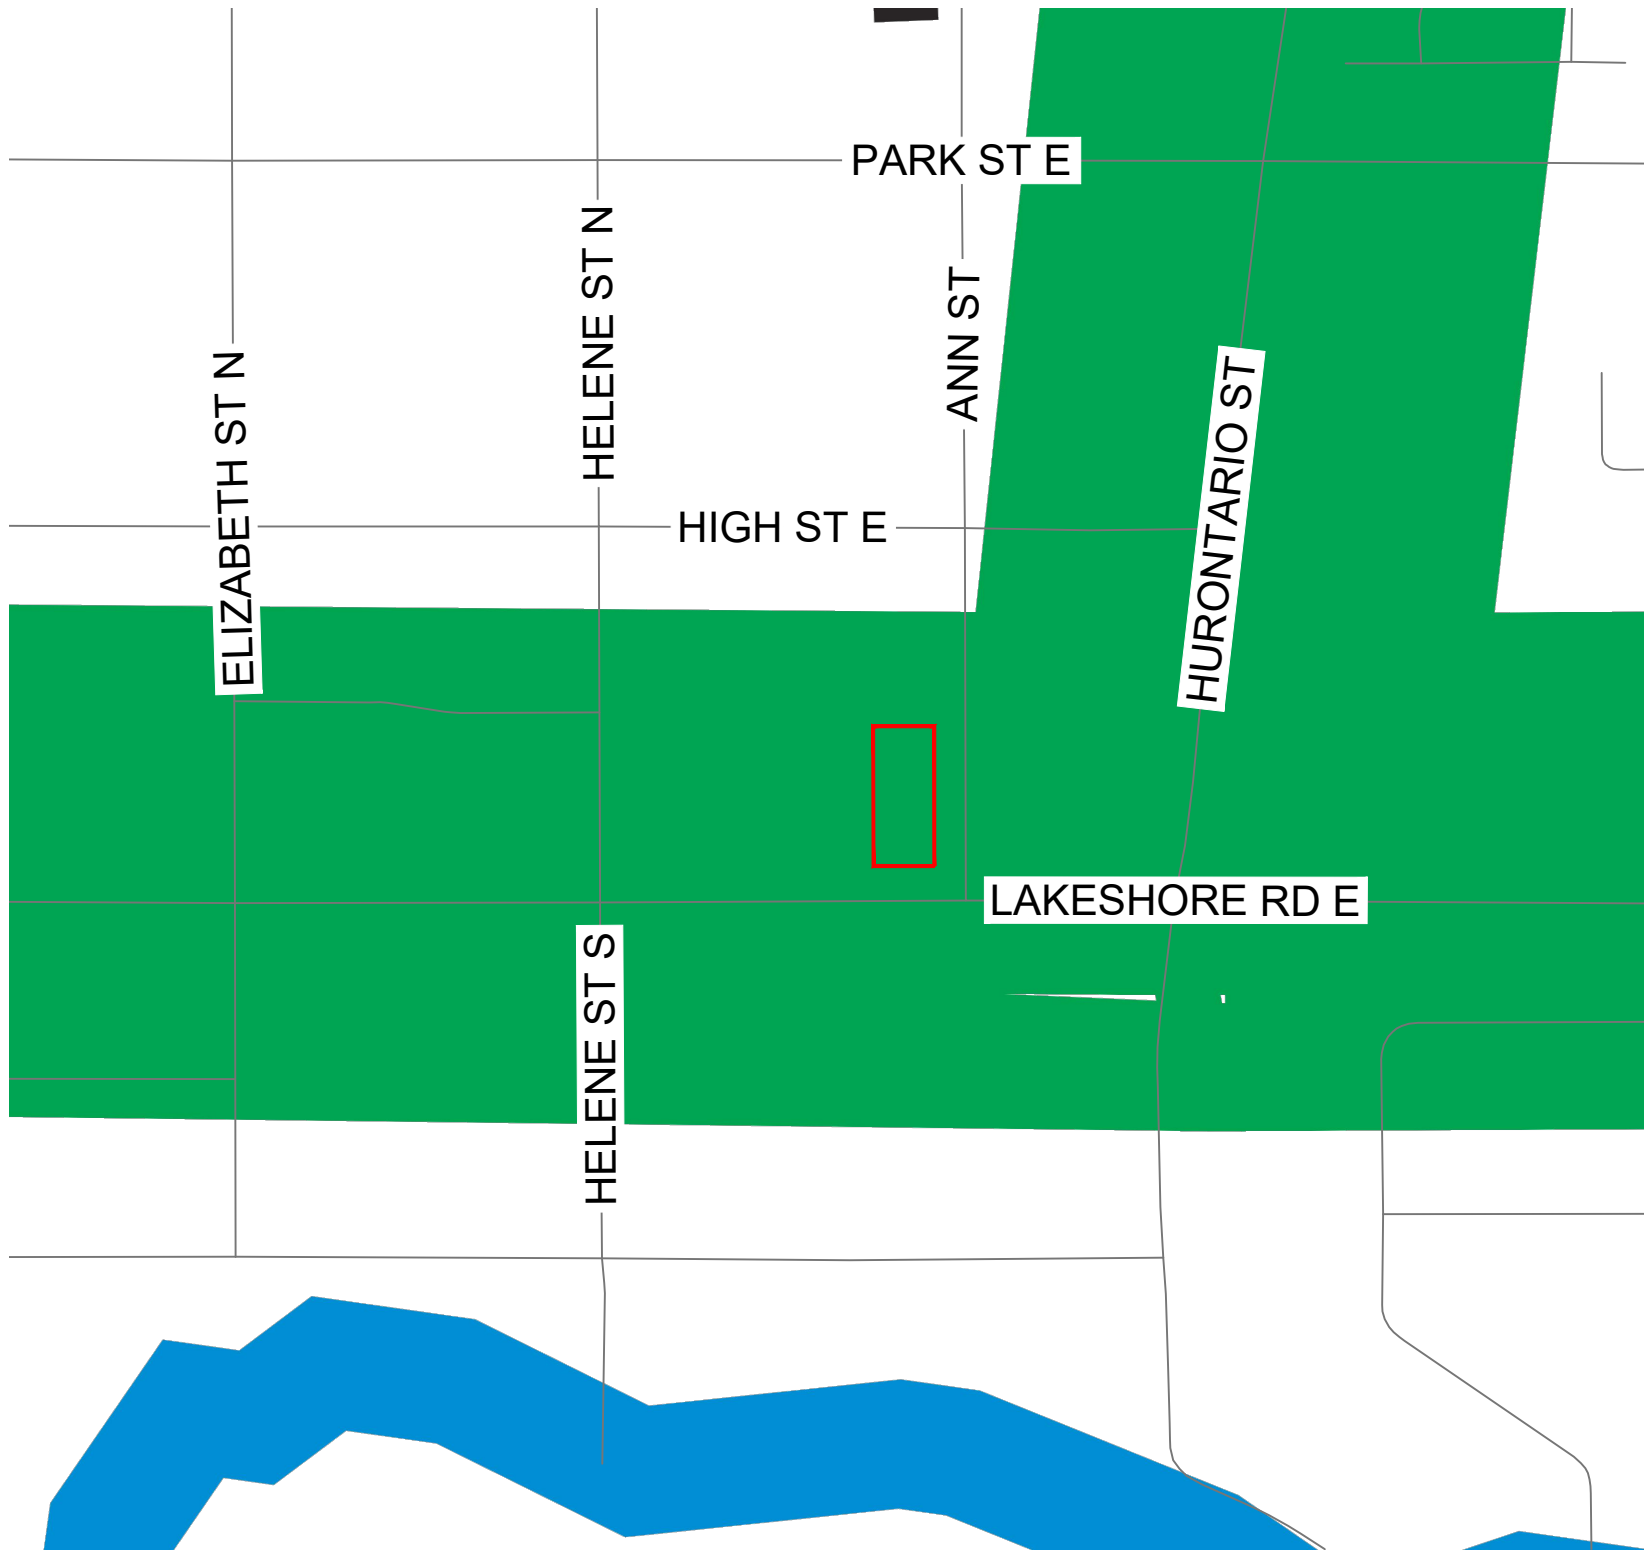 PARK ST E
HELENE ST N
ANN ST
ELIZABETH ST N
HURONTARIO ST
HIGH ST E
LAKESHORE RD E
HELENE ST S